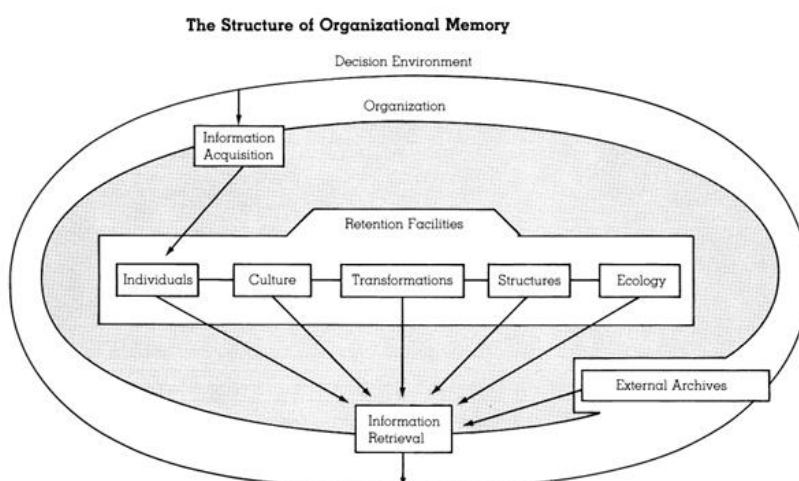 The Structure of Organizational Memory
Decision Environment
Organization
Information
Acquisition
Retention Facilities
Individuals
Culture
Transformations
Structures
Ecology
External Archives
Information
Retrieval